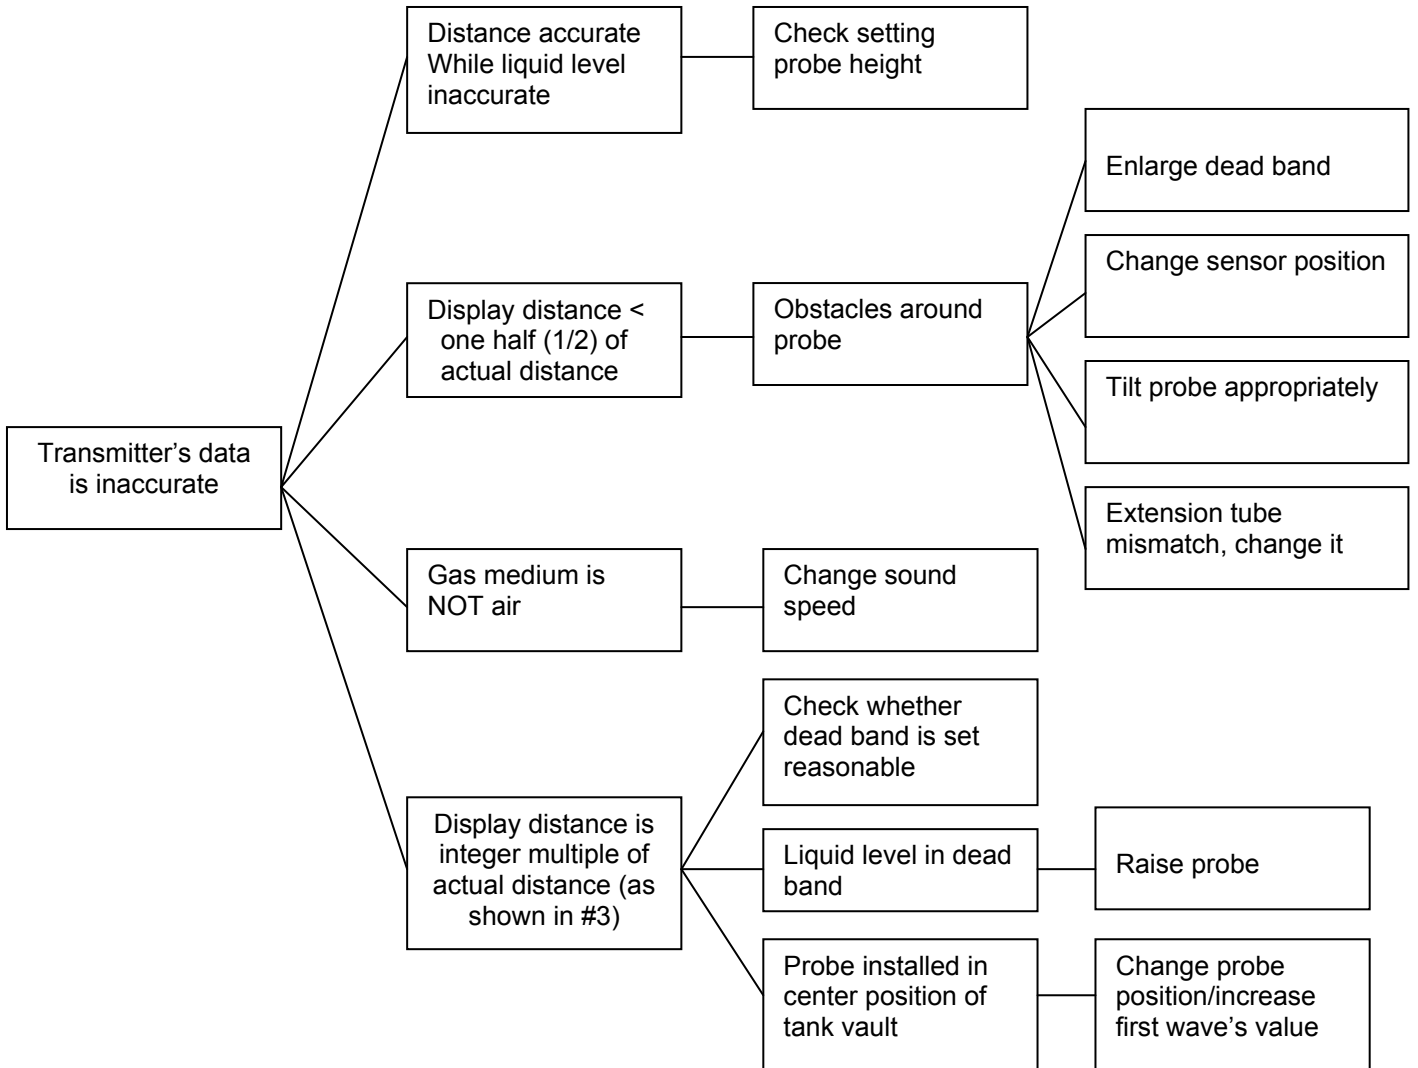 Transmitter’s data
is inaccurate
Distance accurate
While liquid level
inaccurate
Check setting
probe height
Display distance <
one half (1/2) of
actual distance
Obstacles around
probe
Enlarge dead band
Change sensor position
Tilt probe appropriately
Extension tube
mismatch, change it
Gas medium is
NOT air
Change sound
speed
Display distance is
integer multiple of
actual distance (as
shown in #3)
Check whether
dead band is set
reasonable
Liquid level in dead
band
Raise probe
Probe installed in
center position of
tank vault
Change probe
position/increase
first wave’s value